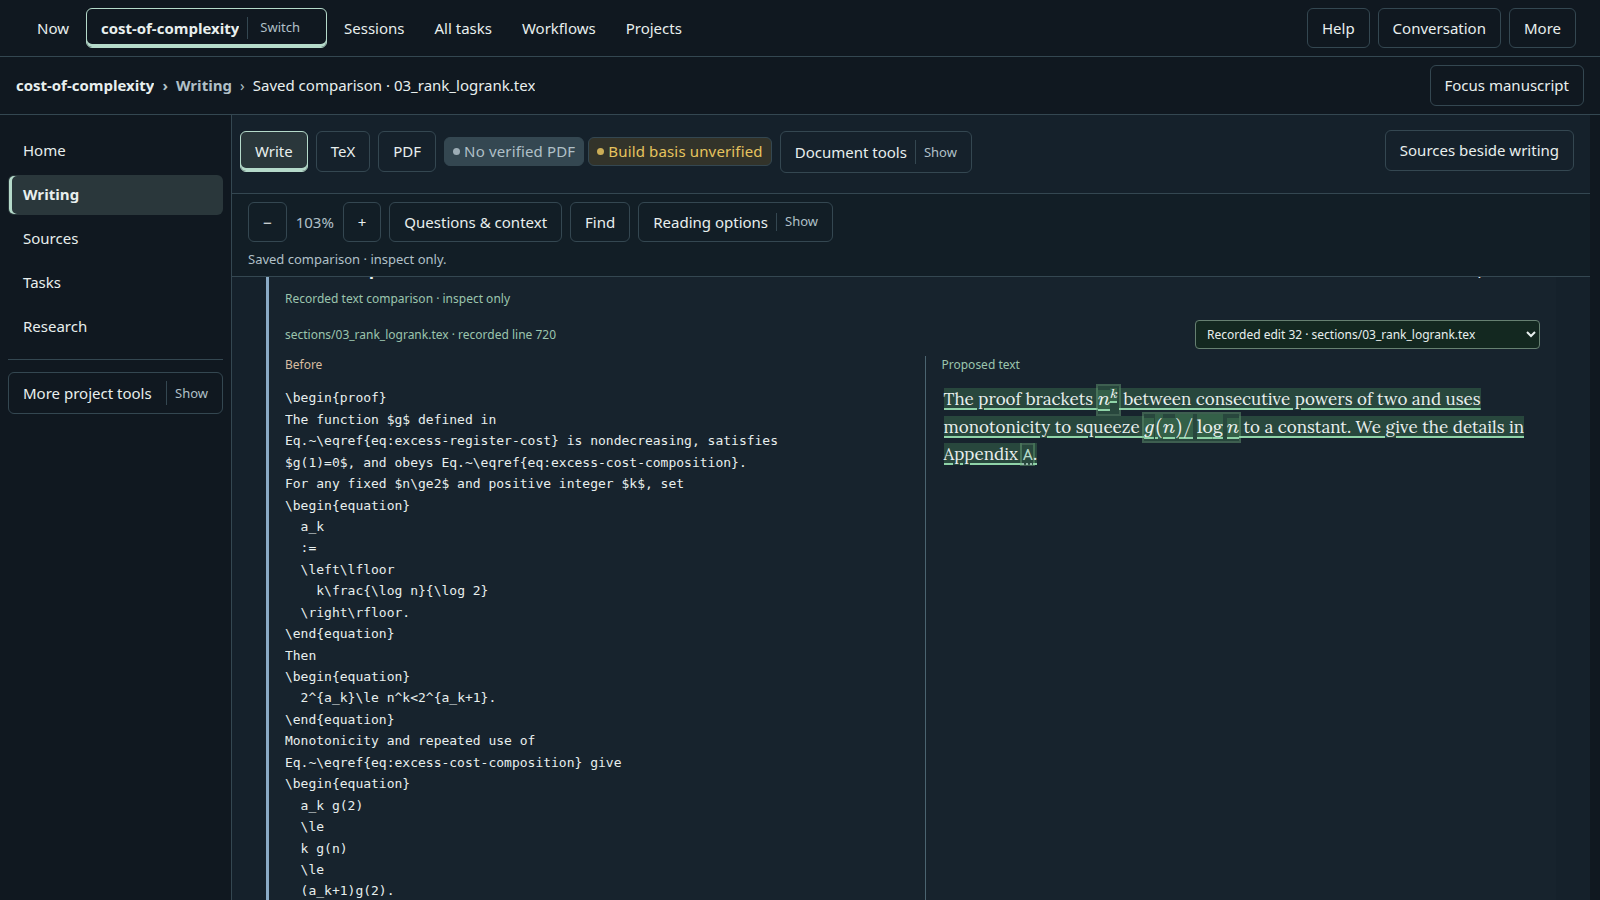 Now
cost-of-complexity Switch
Sessions
All tasks
Workflows
Projects
Help
Conversation
More
cost-of-complexity › Writing › Saved comparison · 03_rank_logrank.tex
Focus manuscript
Home
Writing
Sources
Tasks
Research
More project tools Show
Write
TeX
PDF
No verified PDF
Build basis unverified
Document tools Show
Sources beside writing
− 103% +
Questions & context
Find
Reading options Show
Saved comparison · inspect only.
Recorded text comparison · inspect only
sections/03_rank_logrank.tex · recorded line 720
Recorded edit 32 · sections/03_rank_logrank.tex
Before
\begin{proof}
The function $g$ defined in
Eq.~\eqref{eq:excess-register-cost} is nondecreasing, satisfies
$g(1)=0$, and obeys Eq.~\eqref{eq:excess-cost-composition}.
For any fixed $n\ge2$ and positive integer $k$, set
\begin{equation}
a_k
:=
\left\lfloor
k\frac{\log n}{\log 2}
\right\rfloor.
\end{equation}
Then
\begin{equation}
2^{a_k}\le n^k<2^{a_k+1}.
\end{equation}
Monotonicity and repeated use of
Eq.~\eqref{eq:excess-cost-composition} give
\begin{equation}
a_k g(2)
\le
k g(n)
\le
(a_k+1)g(2).
Proposed text
The proof brackets n^k between consecutive powers of two and uses
monotonicity to squeeze g(n)/ log n to a constant. We give the details in
Appendix A.